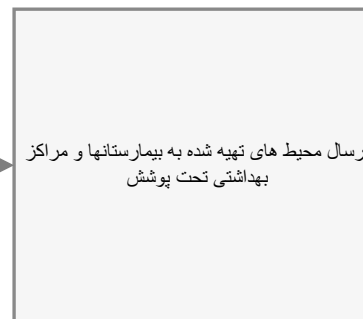 رسال محیط های تهیه شده به بیمارستانها و مراکز
بهداشتی تحت پوشش